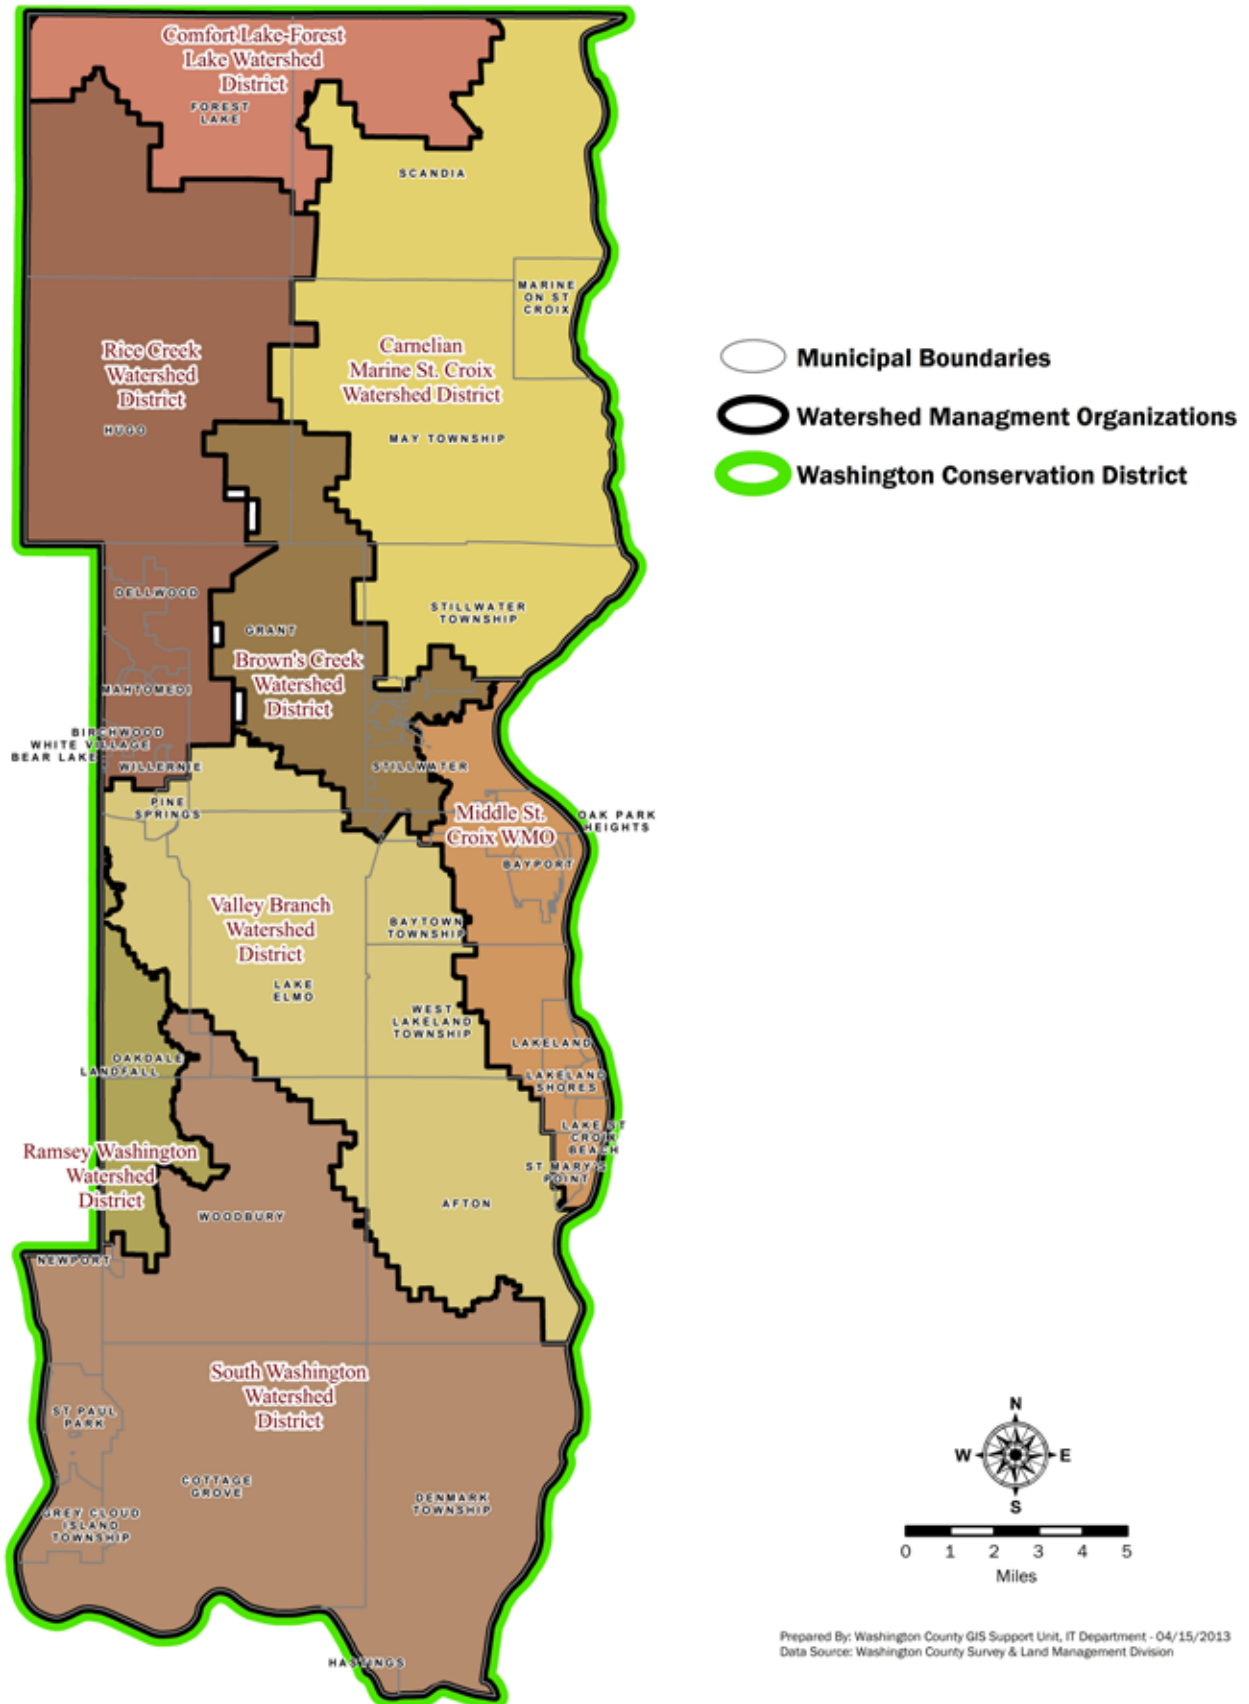 Comfort Lake-Forest
Lake Watershed
District
FOREST
LAKE
SCANDIA
MARINE
ON ST
CROIX
Rice Creek
Watershed
District
HUGO
Carnelian
Marine St. Croix
Watershed District
MAY TOWNSHIP
Municipal Boundaries
Watershed Managment Organizations
Washington Conservation District
DELLWOOD
STILLWATER
TOWNSHIP
GRANT
Brown's Creek
Watershed
District
MAHTOMEDI
BIRCHWOOD
VILLAGE
WHITE
BEAR LAKE
WILLERNIE
STILLWATER
PINE
SPRINGS
Middle St.
Croix WMO
OAK PARK
HEIGHTS
BAYPORT
Valley Branch
Watershed
District
BAYTOWN
TOWNSHIP
LAKE
ELMO
WEST
LAKELAND
TOWNSHIP
LAKELAND
OAKDALE
LANDFALL
LAKELAND
SHORES
LAKE ST
CROIX
BEACH
Ramsey Washington
Watershed
District
ST MARY'S
POINT
AFTON
WOODBURY
NEWPORT
South Washington
Watershed
District
ST PAUL
PARK
COTTAGE
GROVE
DENMARK
TOWNSHIP
GREY CLOUD
ISLAND
TOWNSHIP
HASTINGS
N
W E
S
0 1 2 3 4 5
Miles
Prepared By: Washington County GIS Support Unit, IT Department - 04/15/2013
Data Source: Washington County Survey & Land Management Division